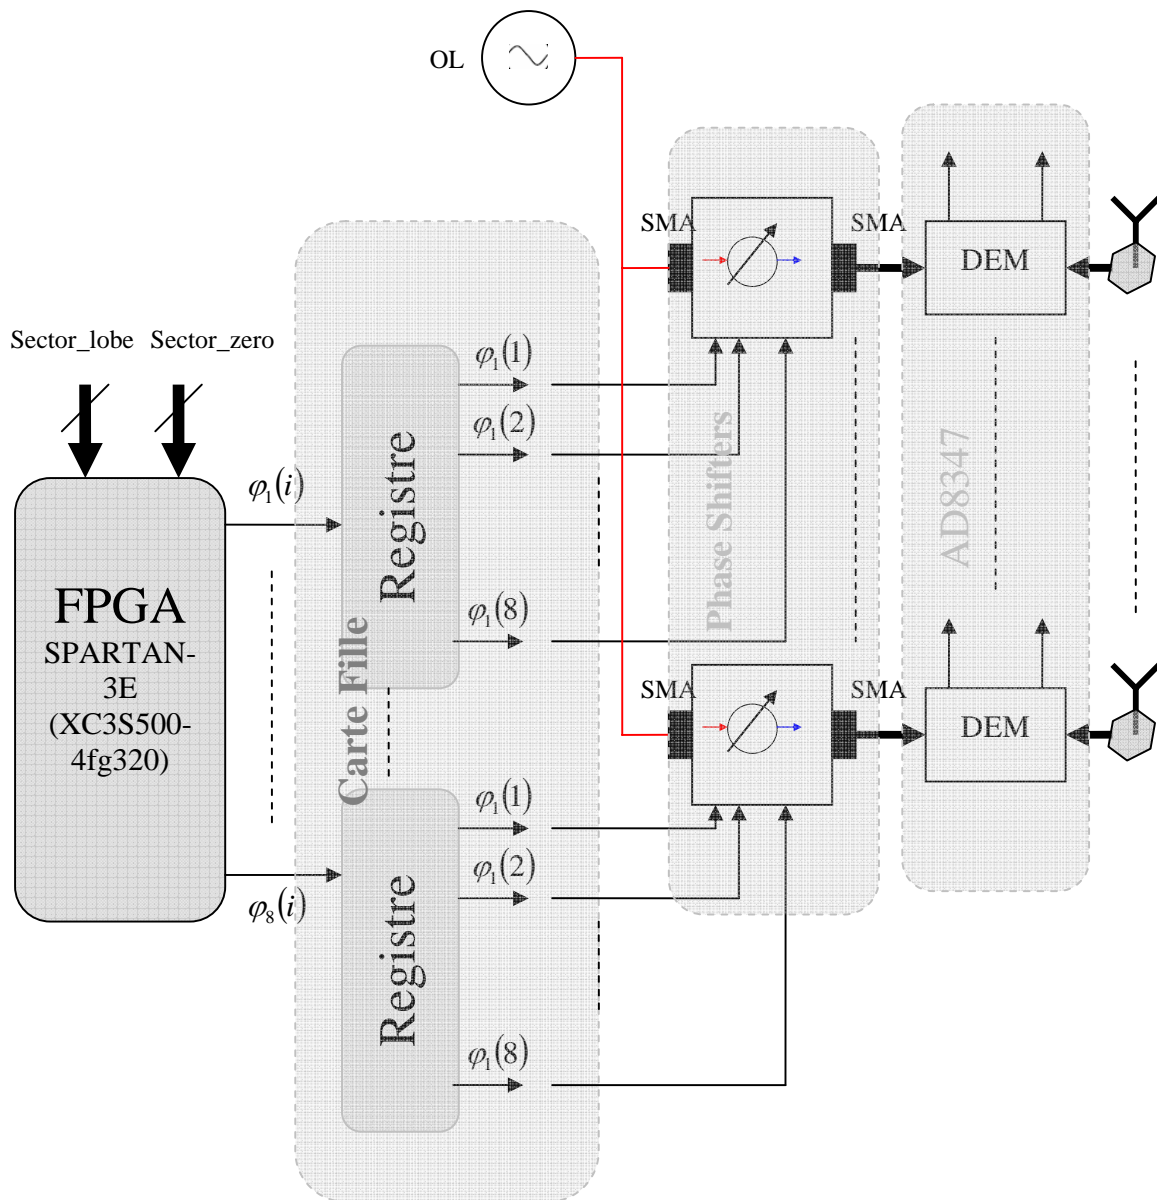 OL
SMA
SMA
DEM
Sector_lobe
Sector_zero
φ₁(1)
φ₁(2)
φ₁(i)
Registre
φ₁(8)
Phase Shifters
AD8347
FPGA
SPARTAN-
3E
(XC3S500-
4fg320)
Carte Fille
SMA
SMA
DEM
φ₁(1)
φ₁(2)
φ₈(i)
Registre
φ₁(8)